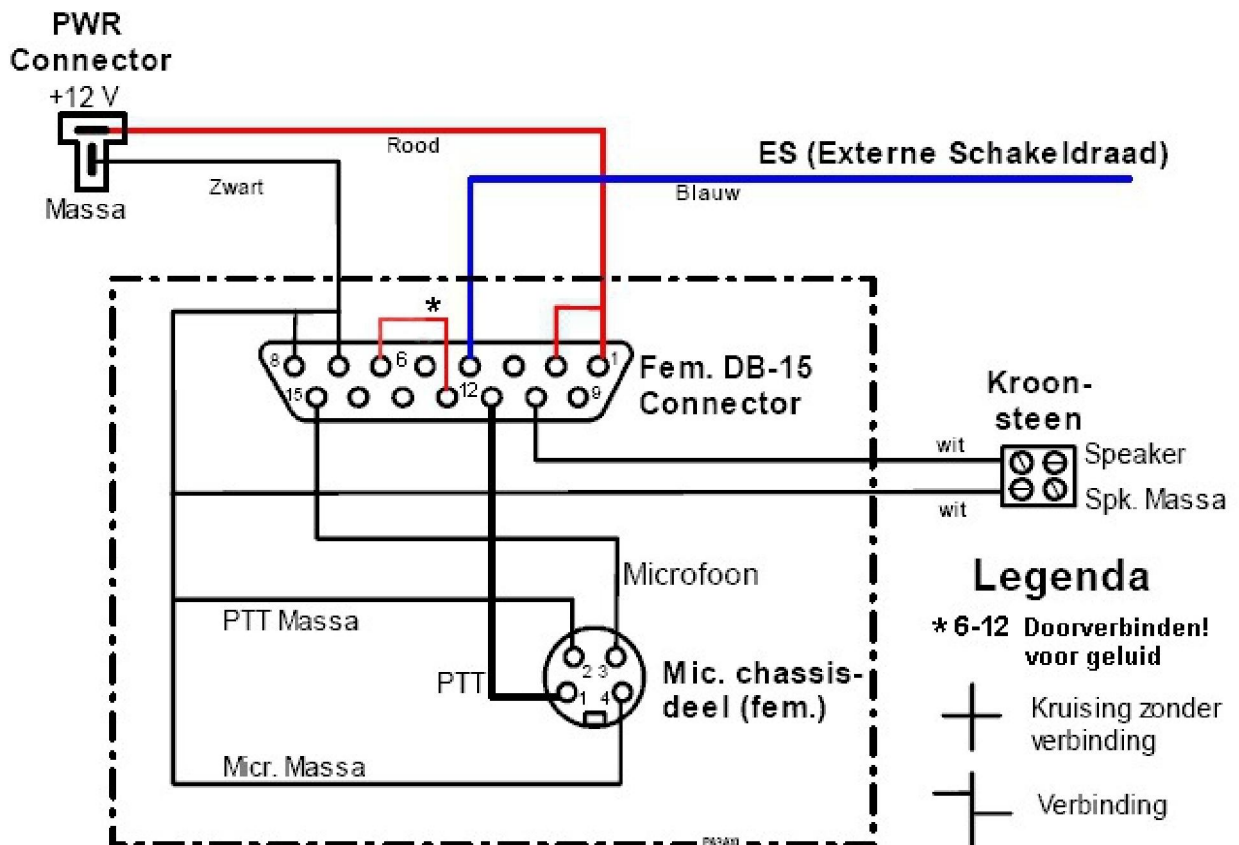 PWR
Connector
+12 V
Rood
Zwart
Massa
ES (Externe Schakeldraad)
Blauw
*
8
6
1
15
12
9
Fem. DB-15
Connector
Kroon-
steen
wit
Speaker
wit
Spk. Massa
Microfoon
PTT Massa
PTT
2
3
1
4
Mic. chassis-
deel (fem.)
Micr. Massa
Legenda
* 6-12 Doorverbinden!
voor geluid
Kruising zonder
verbinding
Verbinding